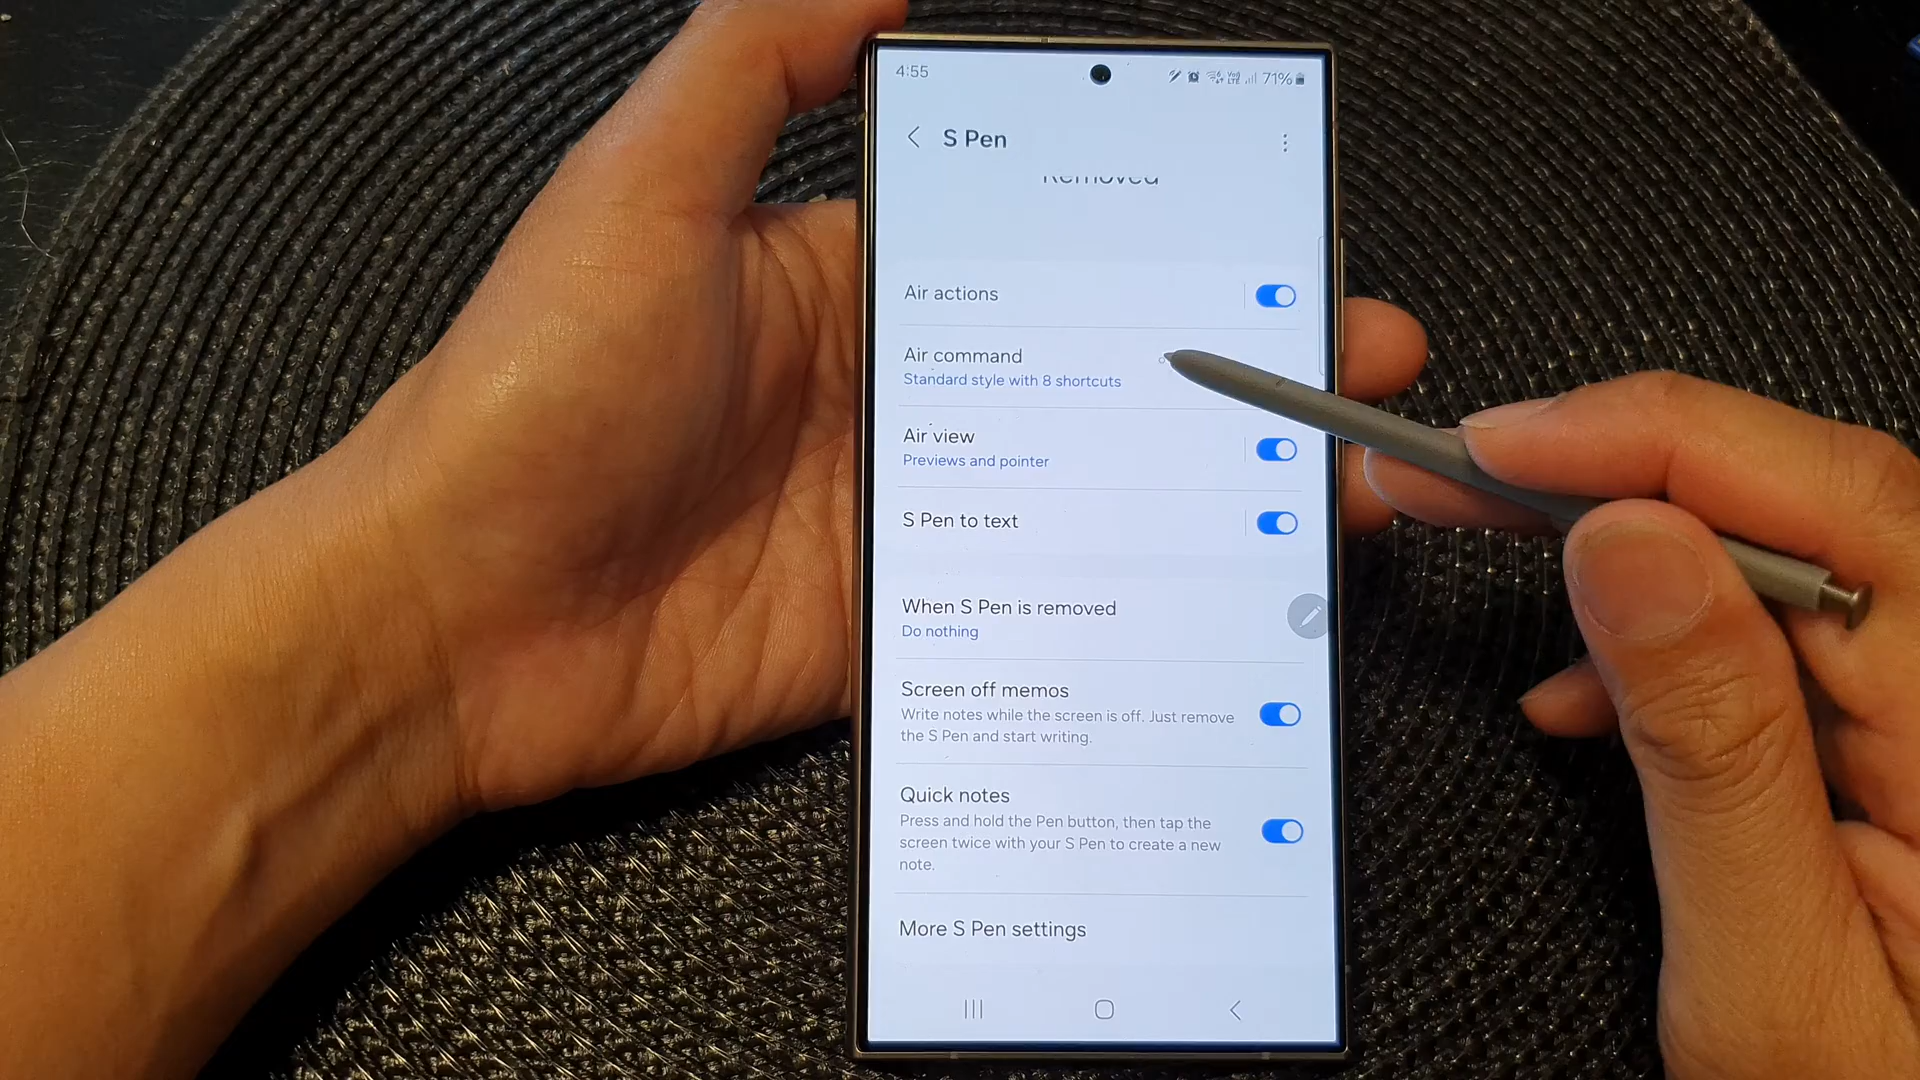 4:55
71%
S Pen
Removed
Air actions
Air command
Standard style with 8 shortcuts
Air view
Previews and pointer
S Pen to text
When S Pen is removed
Do nothing
Screen off memos
Write notes while the screen is off. Just remove
the S Pen and start writing.
Quick notes
Press and hold the Pen button, then tap the
screen twice with your S Pen to create a new
note.
More S Pen settings